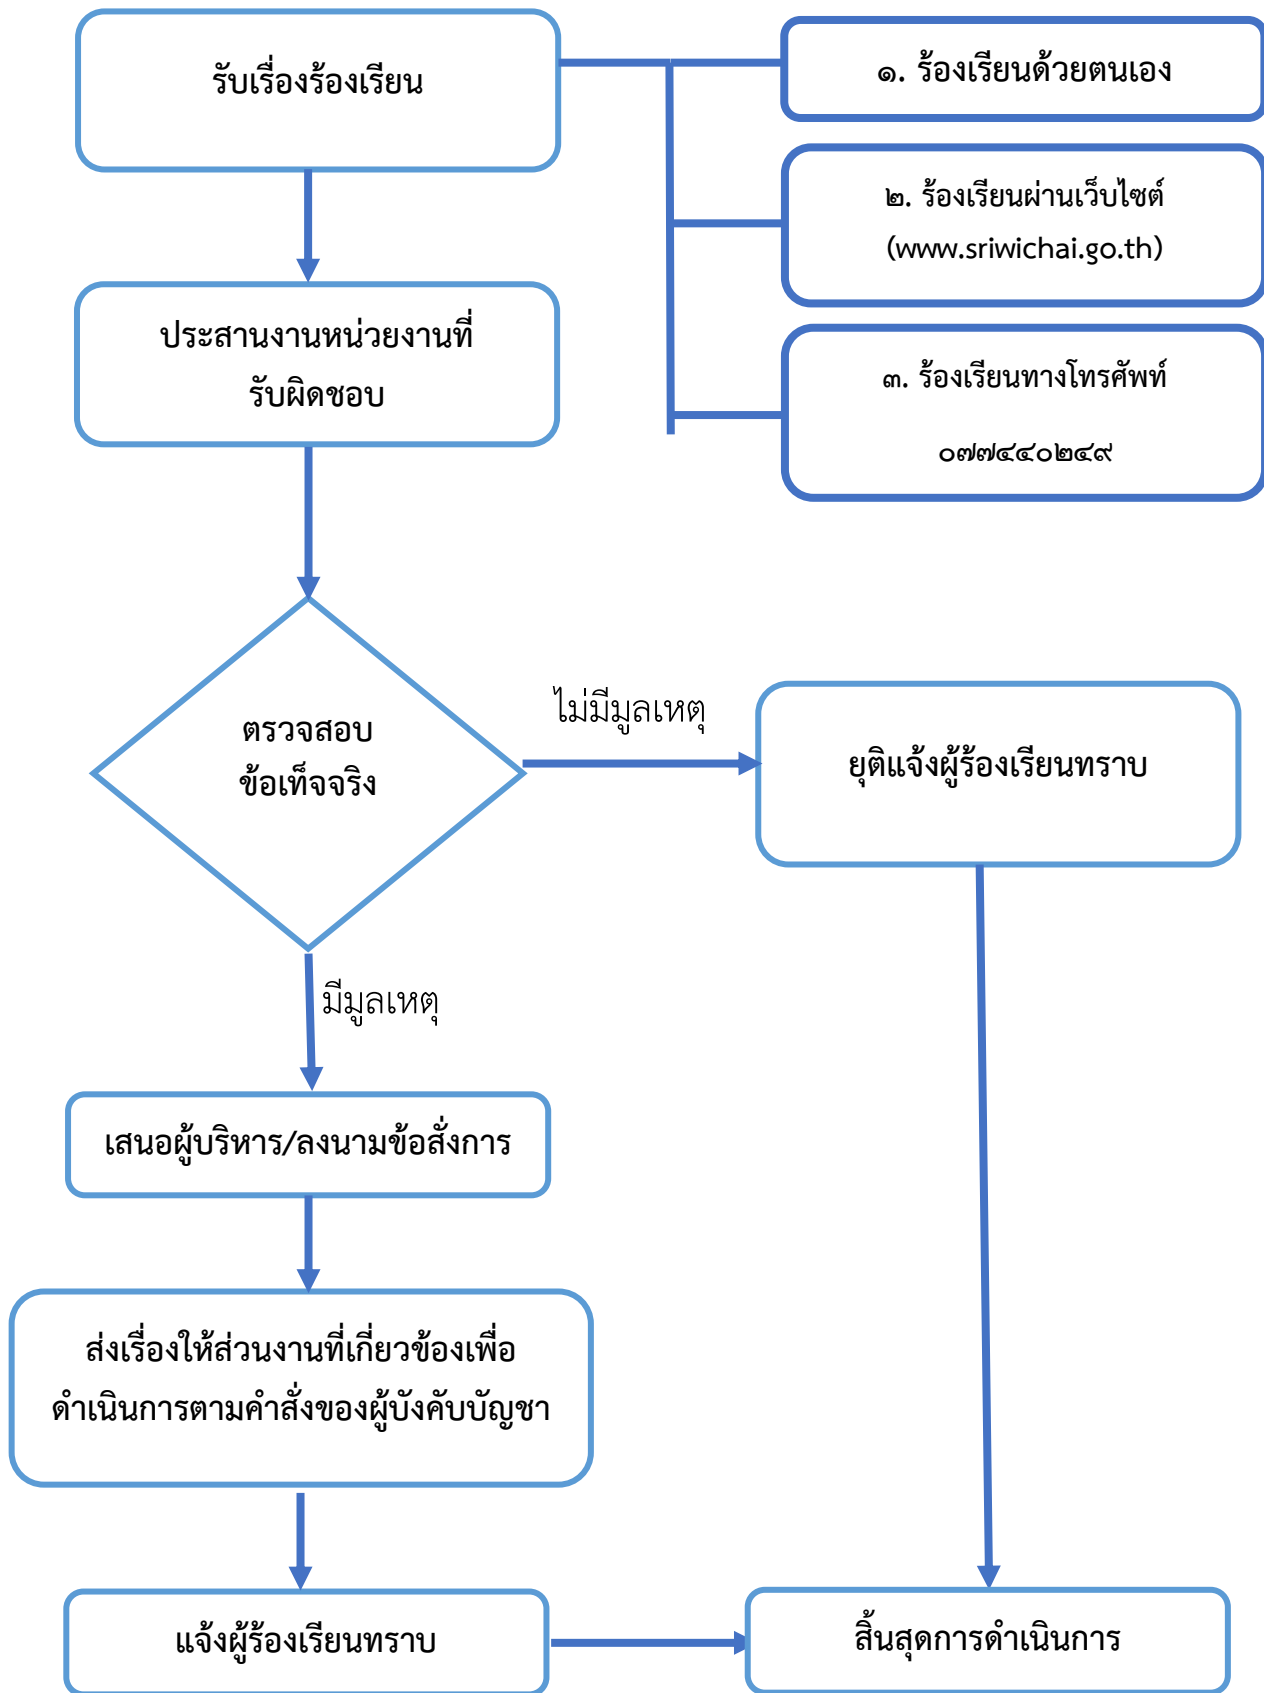 รับเรื่องร้องเรียน
๑. ร้องเรียนด้วยตนเอง
๒. ร้องเรียนผ่านเว็บไซต์
(www.sriwichai.go.th)
ประสานงานหน่วยงานที่
รับผิดชอบ
๓. ร้องเรียนทางโทรศัพท์
๐๗๗๔๔๐๒๔๙
ตรวจสอบ
ข้อเท็จจริง
ไม่มีมูลเหตุ
ยุติแจ้งผู้ร้องเรียนทราบ
มีมูลเหตุ
เสนอผู้บริหาร/ลงนามข้อสั่งการ
ส่งเรื่องให้ส่วนงานที่เกี่ยวข้องเพื่อ
ดำเนินการตามคำสั่งของผู้บังคับบัญชา
แจ้งผู้ร้องเรียนทราบ
สิ้นสุดการดำเนินการ